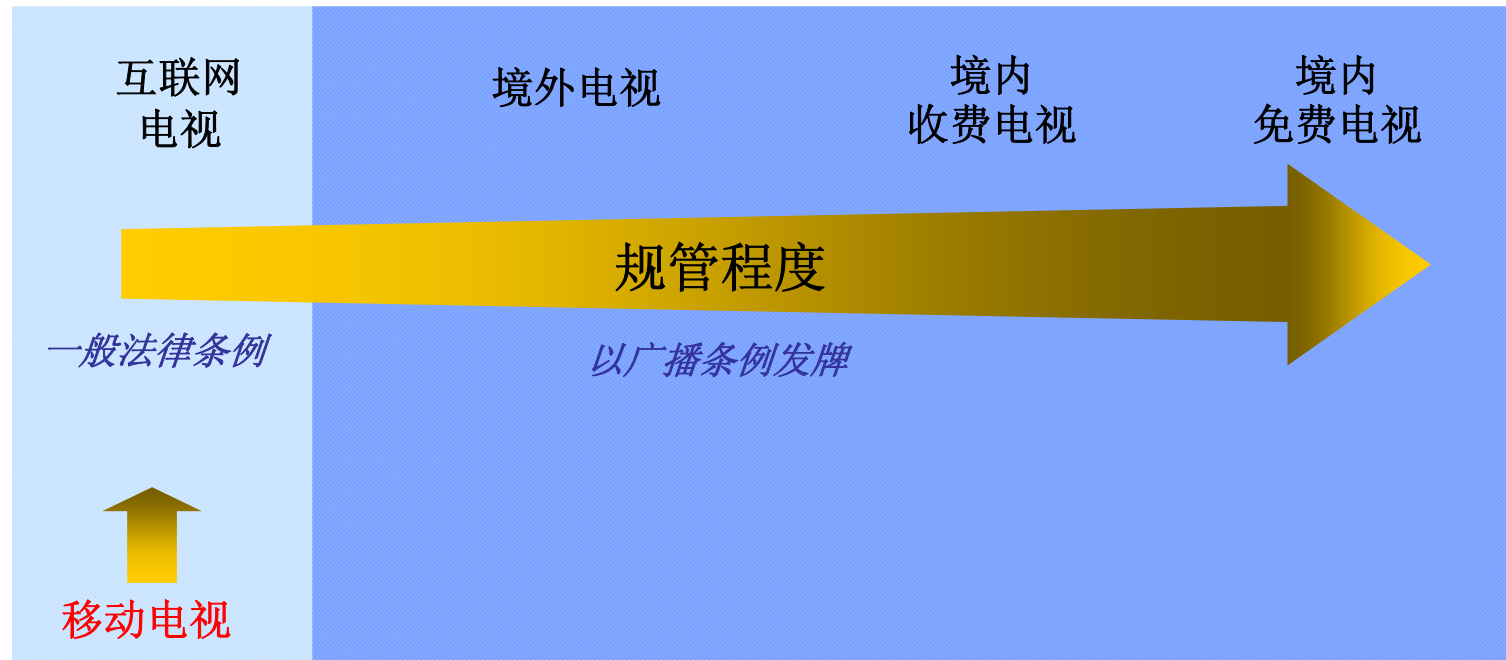 互联网
电视
境外电视
境内
收费电视
境内
免费电视
规管程度
一般法律条例
以广播条例发牌
移动电视